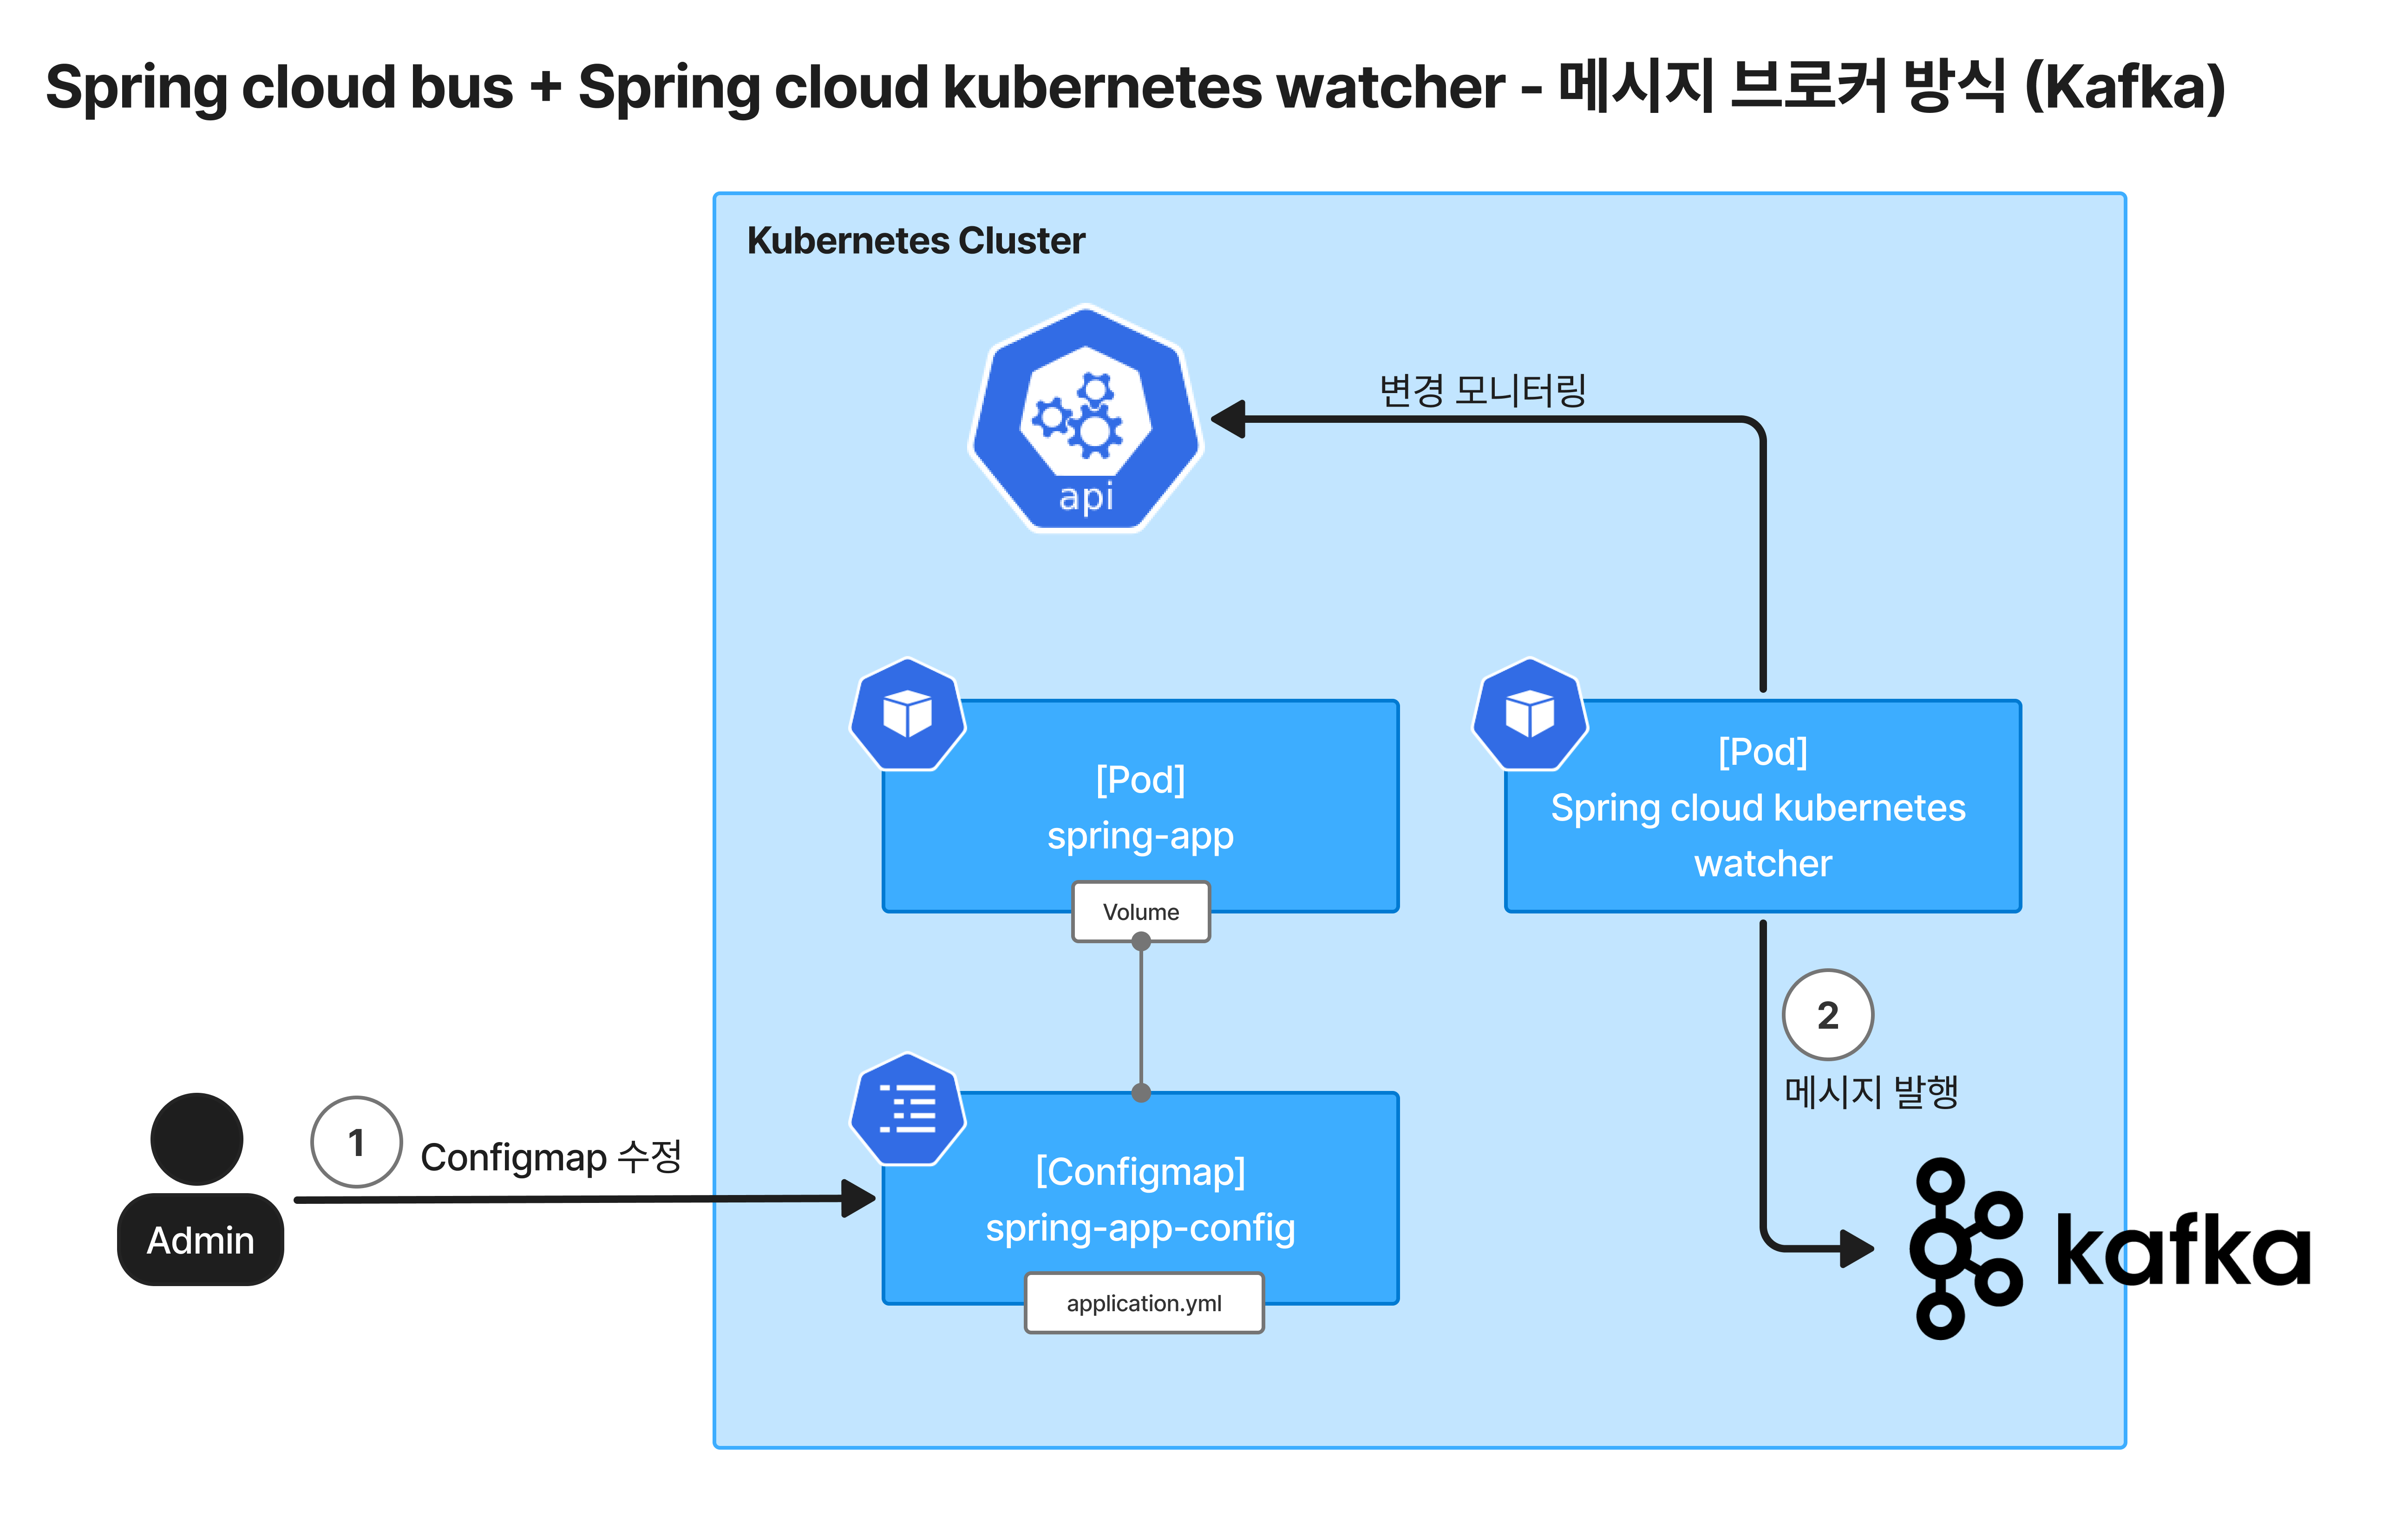 Spring cloud bus + Spring cloud kubernetes watcher - 메시지 브로커 방식 (Kafka)
Kubernetes Cluster
api
변경 모니터링
[Pod]
spring-app
Volume
[Pod]
Spring cloud kubernetes
watcher
2
메시지 발행
1
Configmap 수정
Admin
[Configmap]
spring-app-config
application.yml
kafka